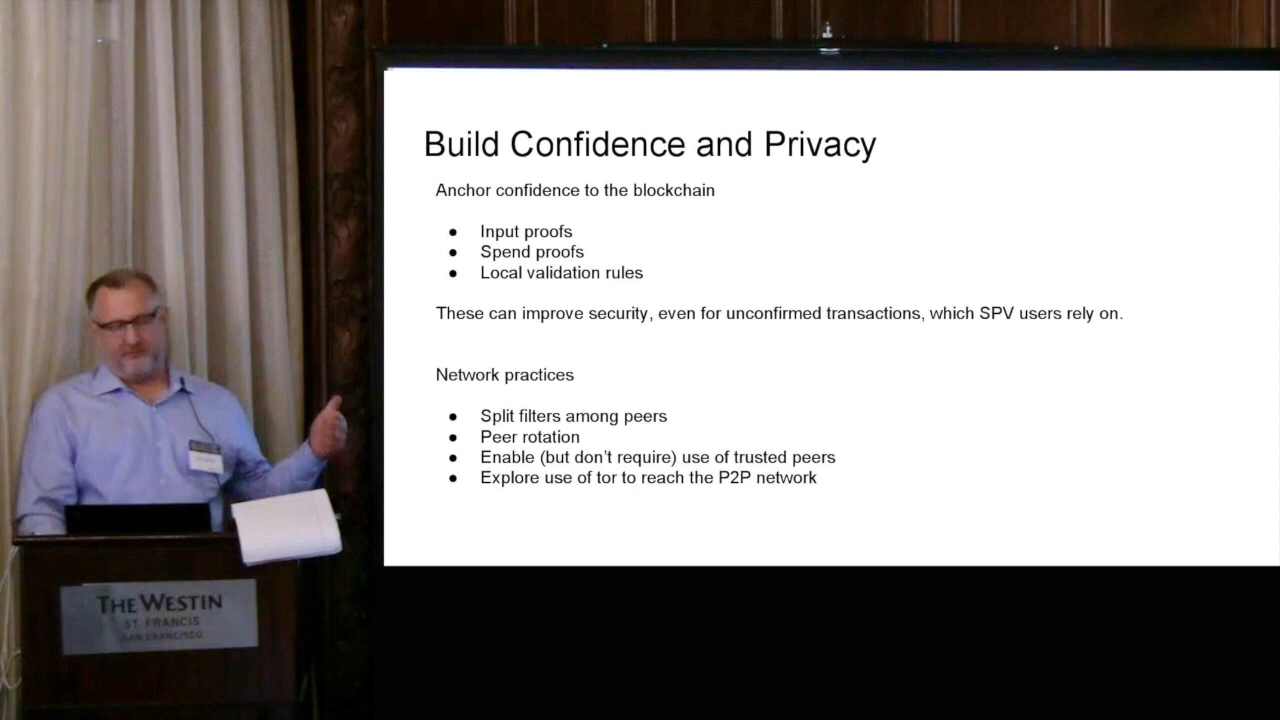 Build Confidence and Privacy
Anchor confidence to the blockchain
● Input proofs
● Spend proofs
● Local validation rules
These can improve security, even for unconfirmed transactions, which SPV users rely on.
Network practices
● Split filters among peers
● Peer rotation
● Enable (but don't require) use of trusted peers
● Explore use of tor to reach the P2P network
THE WESTIN
ST. FRANCIS
SAN FRANCISCO